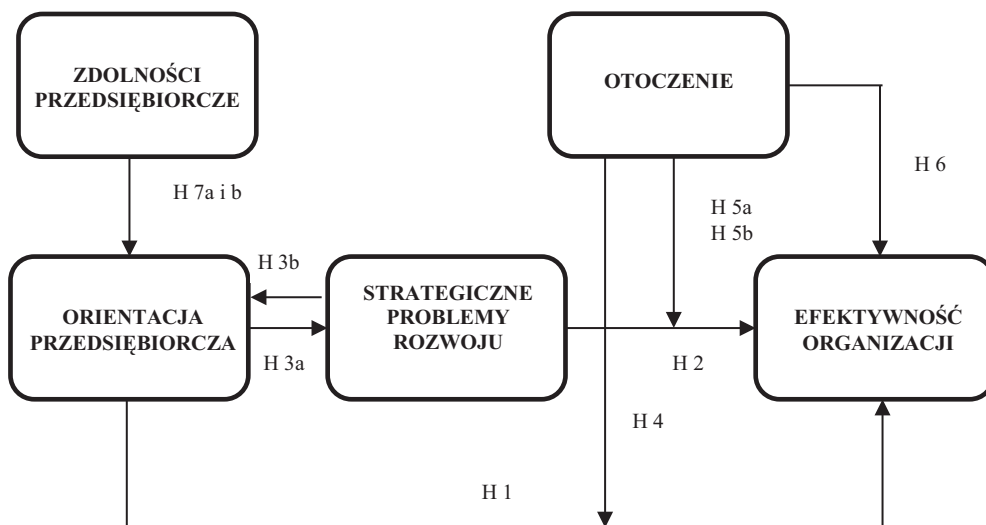 ZDOLNOŚCI
PRZEDSIĘBIORCZE
OTOCZENIE
H 7a i b
H 5a
H 5b
H 6
H 3b
ORIENTACJA
PRZEDSIĘBIORCZA
H 3a
STRATEGICZNE
PROBLEMY
ROZWOJU
H 2
EFEKTYWNOŚĆ
ORGANIZACJI
H 4
H 1